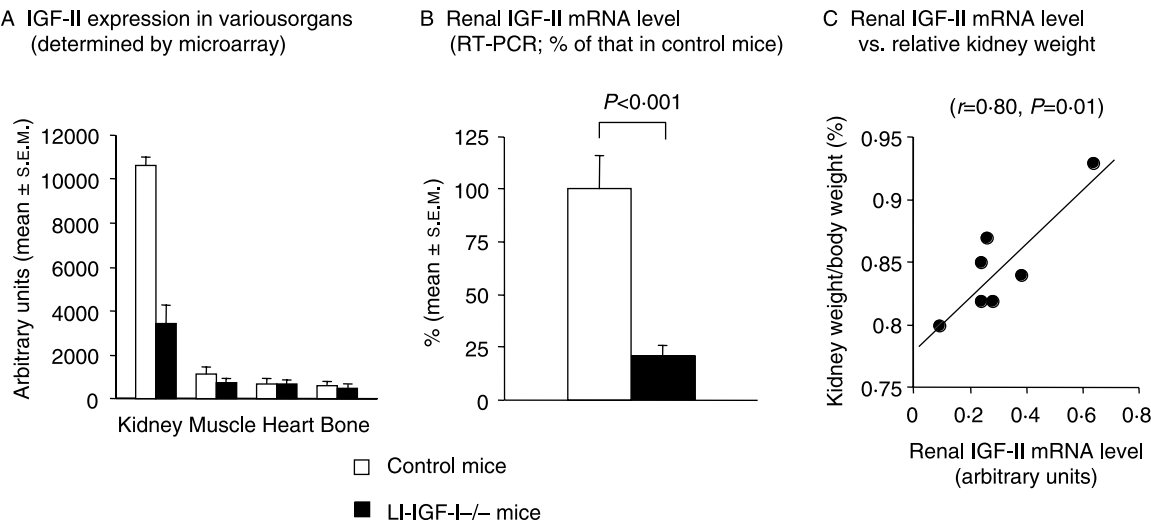 A IGF-II expression in variousorgans
(determined by microarray)
Arbitrary units (mean ± S.E.M.)
12000
10000
8000
6000
4000
2000
0
Kidney Muscle Heart Bone
B Renal IGF-II mRNA level
(RT-PCR; % of that in control mice)
P<0·001
% (mean ± S.E.M.)
125
100
75
50
25
0
C Renal IGF-II mRNA level
vs. relative kidney weight
(r=0·80, P=0·01)
Kidney weight/body weight (%)
0·95
0·9
0·85
0·8
0·75
0 0·2 0·4 0·6 0·8
Renal IGF-II mRNA level
(arbitrary units)
Control mice
LI-IGF-I–/– mice